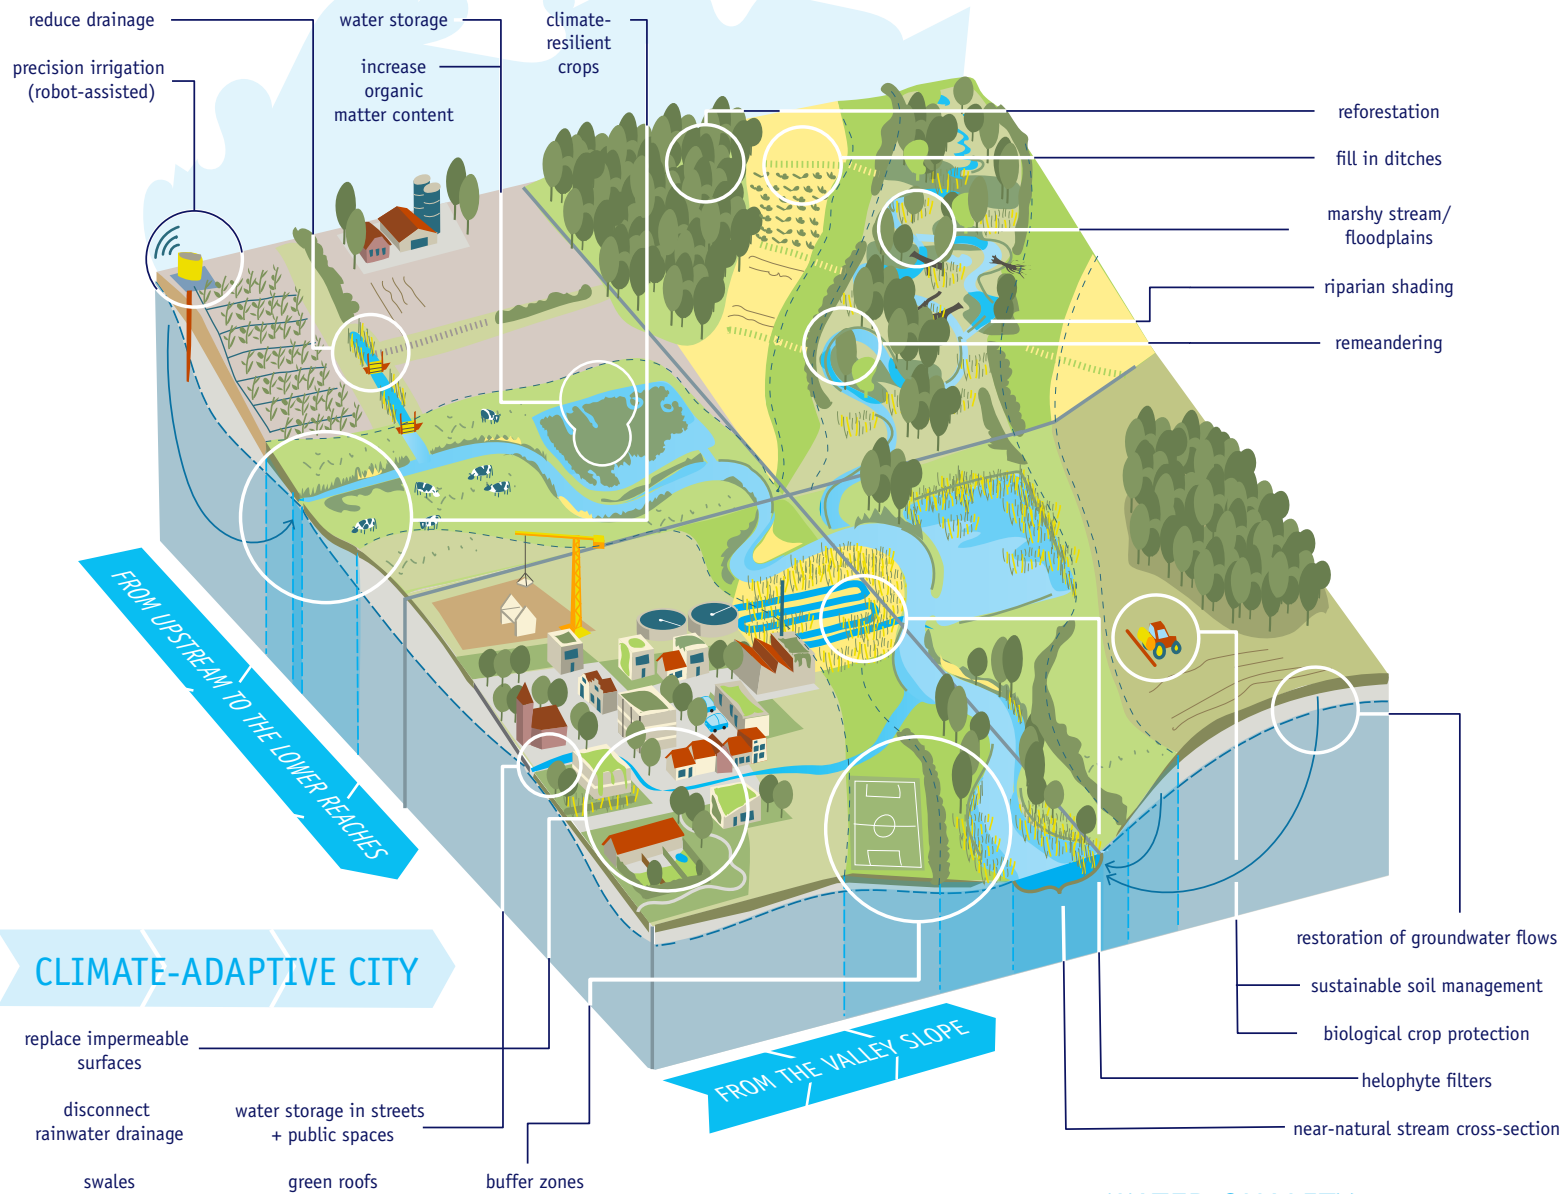 reduce drainage
water storage
climate-
resilient
crops
precision irrigation
(robot-assisted)
increase
organic
matter content
reforestation
fill in ditches
marshy stream/
floodplains
riparian shading
remeandering
FROM UPSTREAM TO THE LOWER REACHES
CLIMATE-ADAPTIVE CITY
FROM THE VALLEY SLOPE
restoration of groundwater flows
sustainable soil management
biological crop protection
helophyte filters
near-natural stream cross-section
replace impermeable
surfaces
disconnect
rainwater drainage
swales
water storage in streets
+ public spaces
green roofs
buffer zones